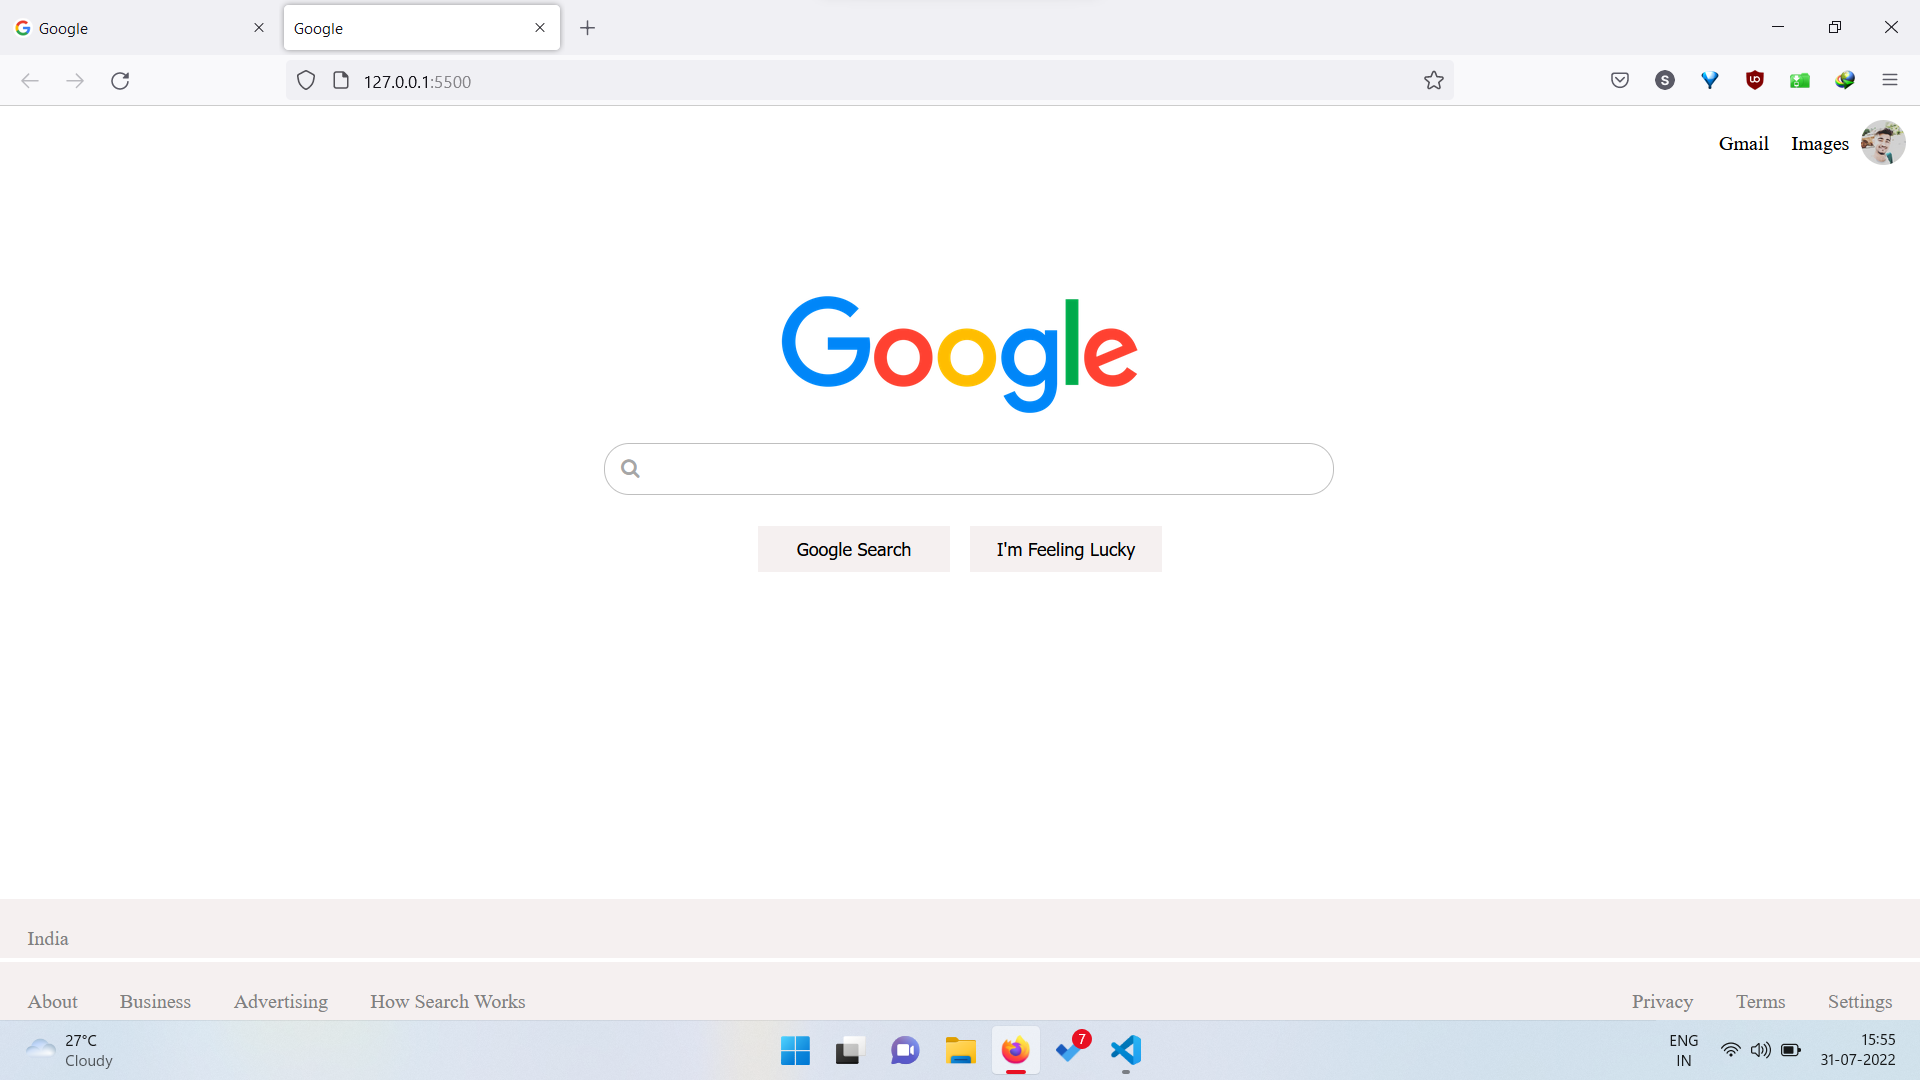 Google
Google
127.0.0.1:5500
S
Gmail Images
Google
Google Search I'm Feeling Lucky
India
About Business Advertising How Search Works Privacy Terms Settings
27°C
Cloudy
7
ENG
IN
15:55
31-07-2022